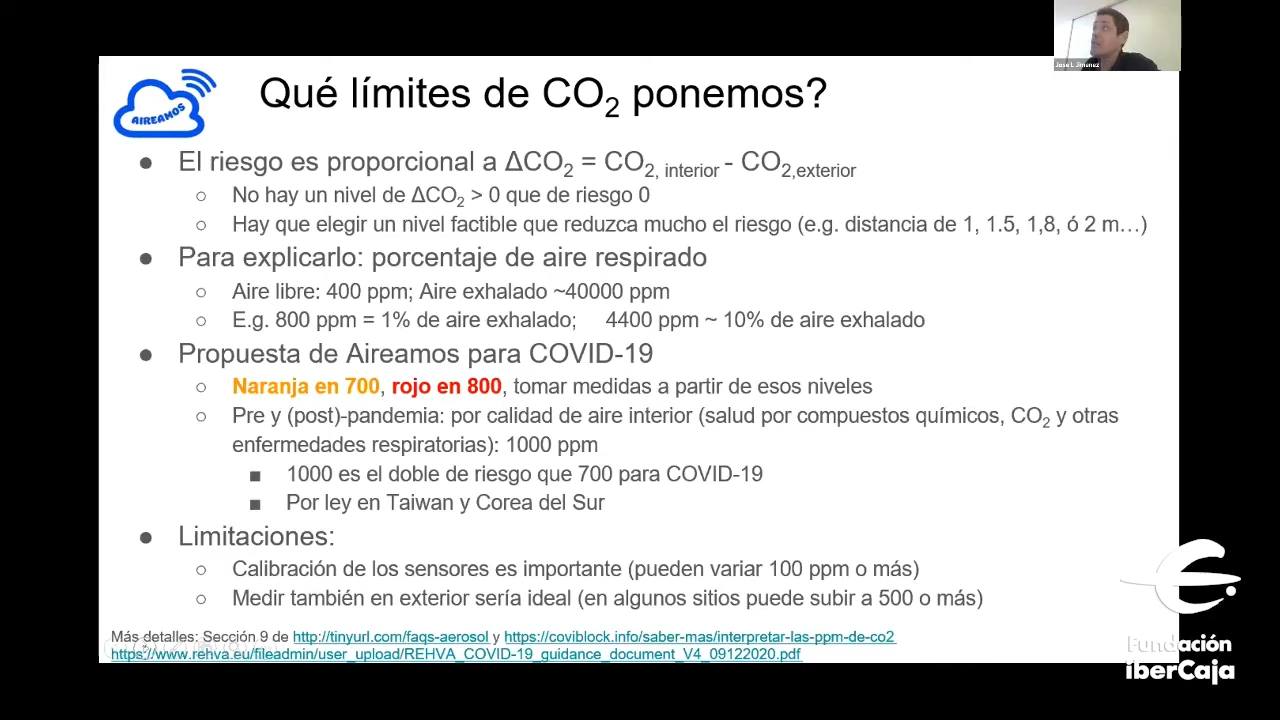 Jose L Jimenez
AIREAMOS
Qué límites de CO₂ ponemos?
● El riesgo es proporcional a ΔCO₂ = CO₂, interior - CO₂,exterior
○ No hay un nivel de ΔCO₂ > 0 que de riesgo 0
○ Hay que elegir un nivel factible que reduzca mucho el riesgo (e.g. distancia de 1, 1.5, 1,8, ó 2 m…)
● Para explicarlo: porcentaje de aire respirado
○ Aire libre: 400 ppm; Aire exhalado ~40000 ppm
○ E.g. 800 ppm = 1% de aire exhalado; 4400 ppm ~ 10% de aire exhalado
● Propuesta de Aireamos para COVID-19
○ Naranja en 700, rojo en 800, tomar medidas a partir de esos niveles
○ Pre y (post)-pandemia: por calidad de aire interior (salud por compuestos químicos, CO₂ y otras
enfermedades respiratorias): 1000 ppm
■ 1000 es el doble de riesgo que 700 para COVID-19
■ Por ley en Taiwan y Corea del Sur
● Limitaciones:
○ Calibración de los sensores es importante (pueden variar 100 ppm o más)
○ Medir también en exterior sería ideal (en algunos sitios puede subir a 500 o más)
Más detalles: Sección 9 de http://tinyurl.com/faqs-aerosol y https://coviblock.info/saber-mas/interpretar-las-ppm-de-co2
https://www.rehva.eu/fileadmin/user_upload/REHVA_COVID-19_guidance_document_V4_09122020.pdf
Fundación
iberCaja